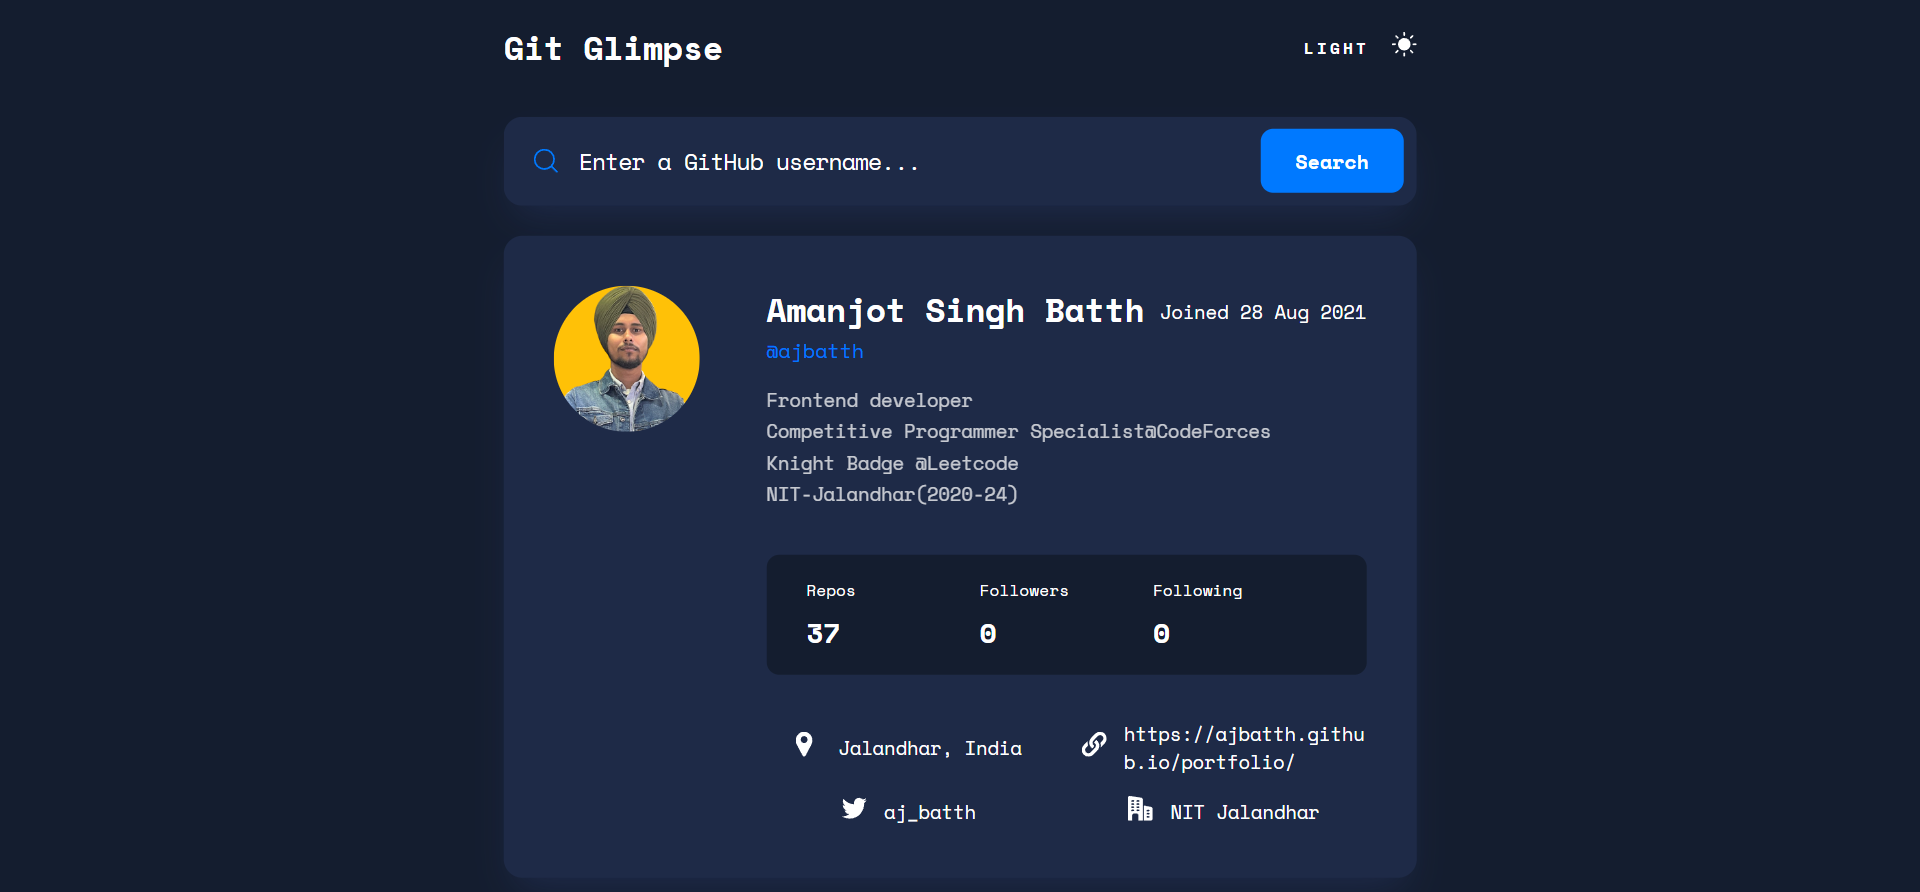 Git Glimpse
LIGHT
Enter a GitHub username...
Search
Amanjot Singh Batth
Joined 28 Aug 2021
@ajbatth
Frontend developer
Competitive Programmer Specialist@CodeForces
Knight Badge @Leetcode
NIT-Jalandhar(2020-24)
Repos Followers Following
37 0 0
Jalandhar, India
https://ajbatth.githu
b.io/portfolio/
aj_batth
NIT Jalandhar